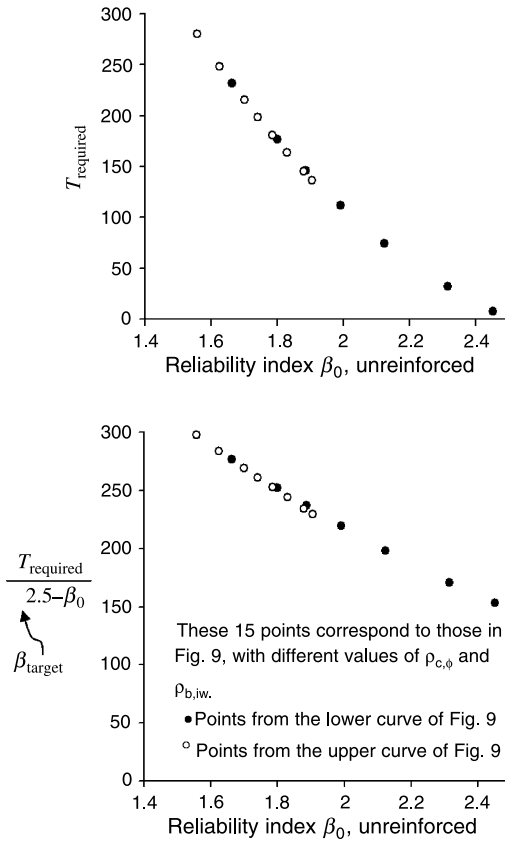 300
250
200
150
100
50
0
T_required
1.4 1.6 1.8 2 2.2 2.4
Reliability index β₀, unreinforced
300
250
200
150
100
50
0
T_required
2.5–β₀
β_target
These 15 points correspond to those in
Fig. 9, with different values of ρ_c,ϕ and
ρ_b,iw.
Points from the lower curve of Fig. 9
Points from the upper curve of Fig. 9
1.4 1.6 1.8 2 2.2 2.4
Reliability index β₀, unreinforced